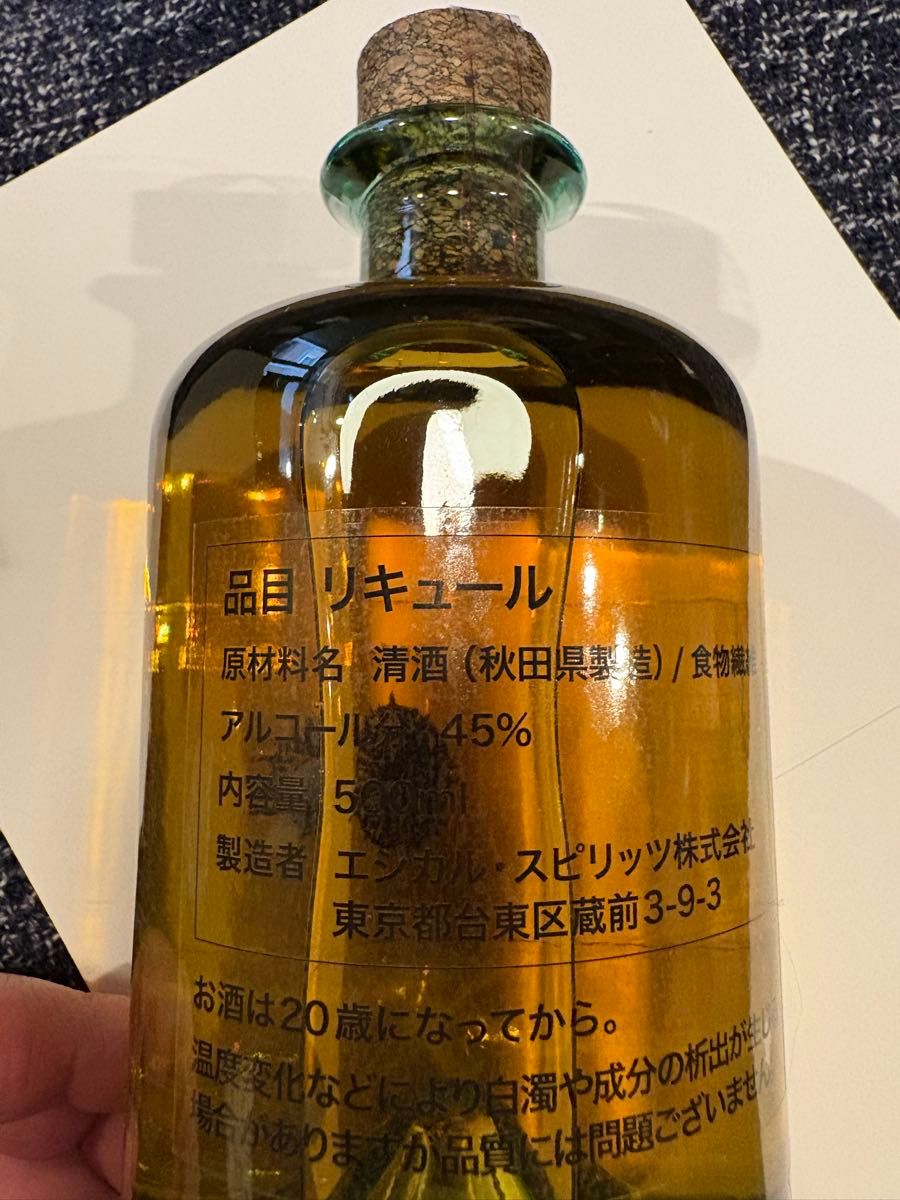 品目 リキュール
原材料名 清酒（秋田県製造）/ 食物繊維
アルコール分 45%
内容量 500ml
製造者 エシカル・スピリッツ株式会社
東京都台東区蔵前3-9-3
お酒は20歳になってから。
温度変化などにより白濁や成分の析出が生じ
場合がありますが品質には問題ございません